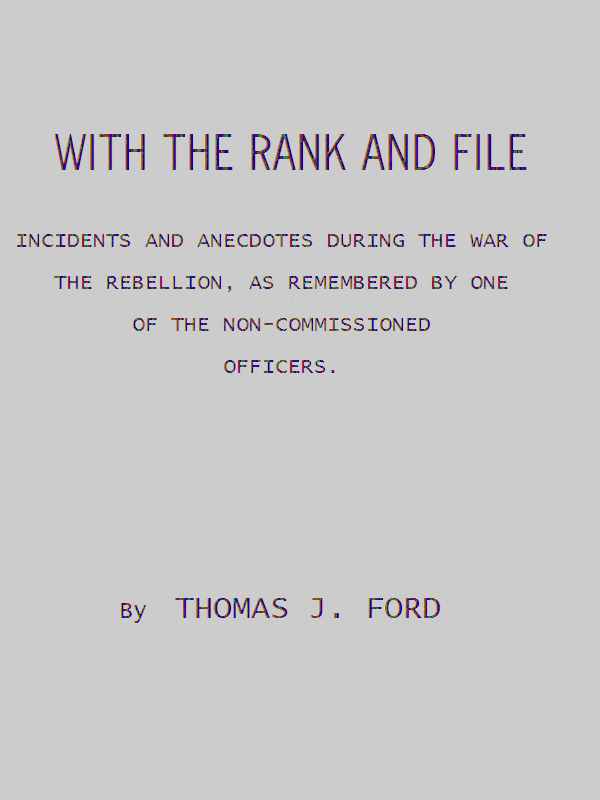 WITH THE RANK AND FILE
INCIDENTS AND ANECDOTES DURING THE WAR OF
THE REBELLION, AS REMEMBERED BY ONE
OF THE NON-COMMISSIONED
OFFICERS.
By THOMAS J. FORD